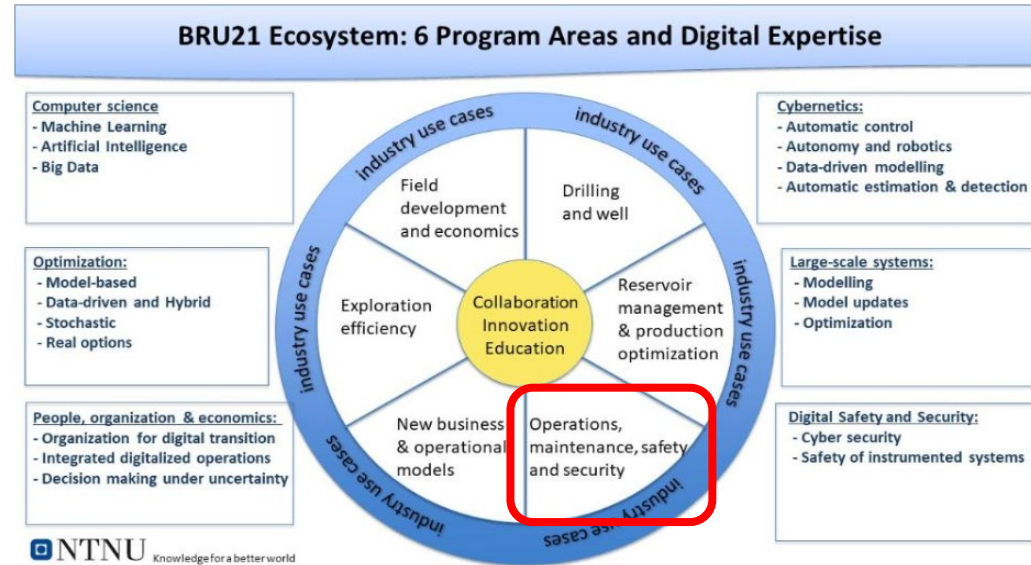 BRU21 Ecosystem: 6 Program Areas and Digital Expertise
Computer science
- Machine Learning
- Artificial Intelligence
- Big Data
Optimization:
- Model-based
- Data-driven and Hybrid
- Stochastic
- Real options
People, organization & economics:
- Organization for digital transition
- Integrated digitalized operations
- Decision making under uncertainty
industry use cases
industry use cases
industry use cases
industry use cases
industry use cases
industry use cases
Field
development
and economics
Drilling
and well
Exploration
efficiency
Collaboration
Innovation
Education
Reservoir
management
& production
optimization
New business
& operational
models
Operations,
maintenance, safety
and security
Cybernetics:
- Automatic control
- Autonomy and robotics
- Data-driven modelling
- Automatic estimation & detection
Large-scale systems:
- Modelling
- Model updates
- Optimization
Digital Safety and Security:
- Cyber security
- Safety of instrumented systems
NTNU Knowledge for a better world